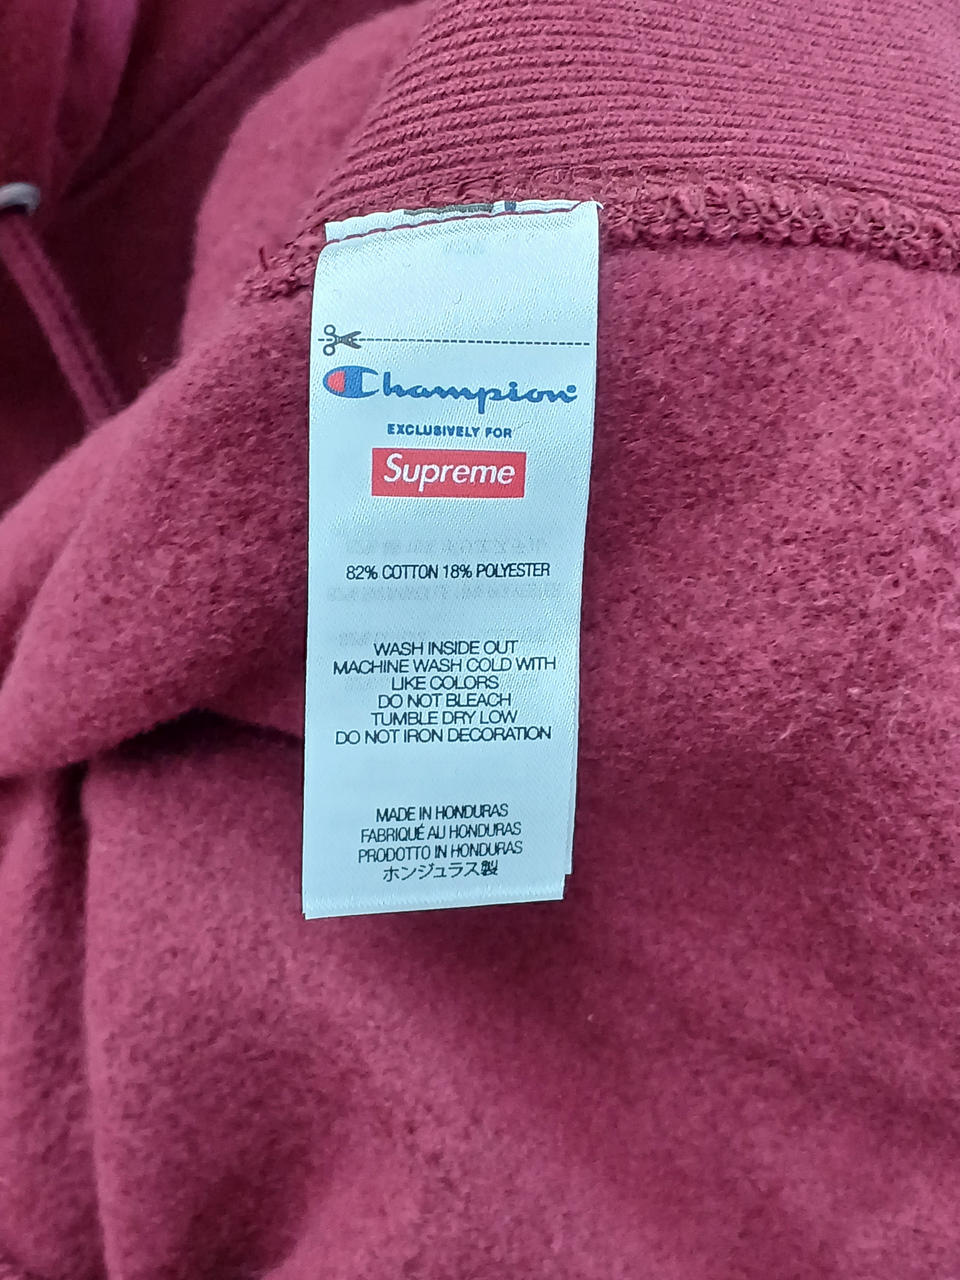 Champion
EXCLUSIVELY FOR
Supreme
82% COTTON 18% POLYESTER
WASH INSIDE OUT
MACHINE WASH COLD WITH
LIKE COLORS
DO NOT BLEACH
TUMBLE DRY LOW
DO NOT IRON DECORATION
MADE IN HONDURAS
FABRIQUÉ AU HONDURAS
PRODOTTO IN HONDURAS
ホンジュラス製